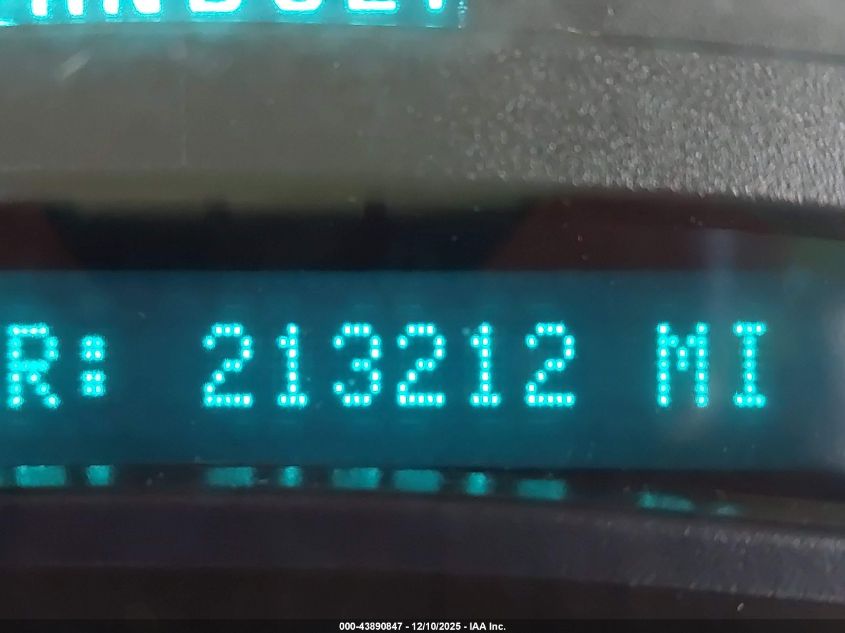 R: 213212 MI
000-43890847 - 12/10/2025 - IAA Inc.